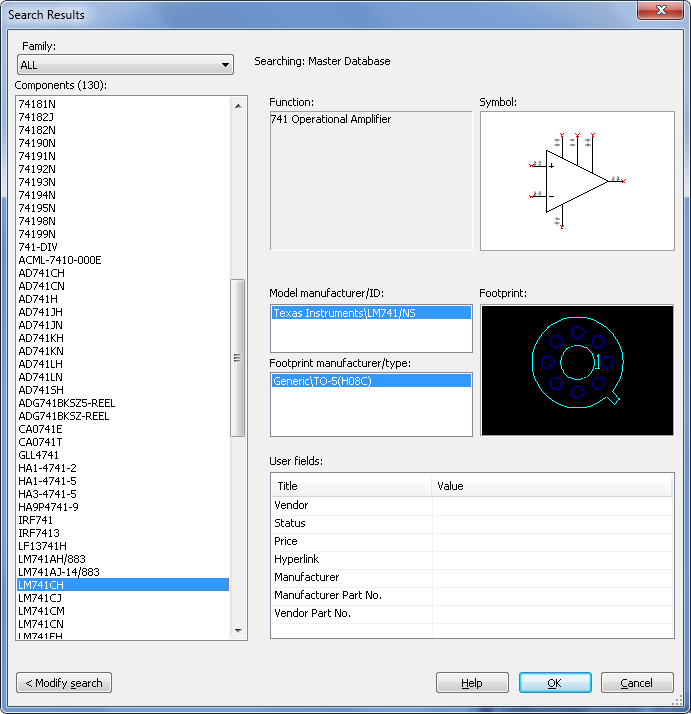 Search Results
Family:
ALL
Searching: Master Database
Components (130):
74181N
74182J
74182N
74190N
74191N
74192N
74193N
74194N
74195N
74198N
74199N
741-DIV
ACML-7410-000E
AD741CH
AD741CN
AD741H
AD741JH
AD741JN
AD741KH
AD741KN
AD741LH
AD741LN
AD741SH
ADG741BKSZ5-REEL
ADG741BKSZ-REEL
CA0741E
CA0741T
GLL4741
HA1-4741-2
HA1-4741-5
HA3-4741-5
HA9P4741-9
IRF741
IRF7413
LF13741H
LM741AH/883
LM741AJ-14/883
LM741CH
LM741CJ
LM741CM
LM741CN
LM741EH
Function:
741 Operational Amplifier
Symbol:
Model manufacturer/ID:
Texas Instruments\LM741/NS
Footprint manufacturer/type:
Generic\TO-5(H08C)
Footprint:
1
User fields:
Title Value
Vendor
Status
Price
Hyperlink
Manufacturer
Manufacturer Part No.
Vendor Part No.
< Modify search
Help
OK
Cancel